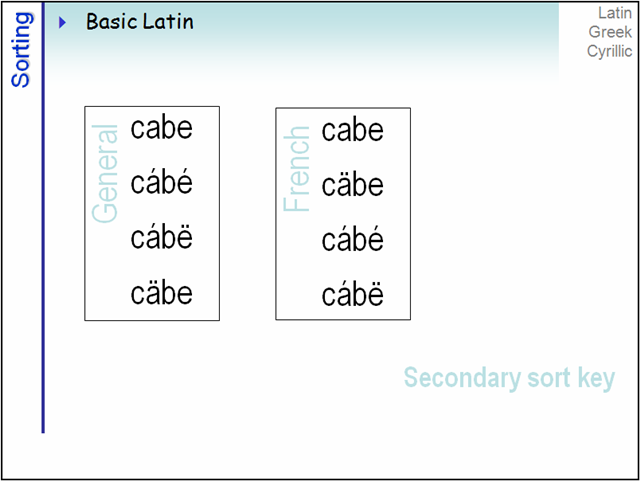 Sorting
Basic Latin
Latin
Greek
Cyrillic
General
cabe
cábé
cábë
cäbe
French
cabe
cäbe
cábé
cábë
Secondary sort key